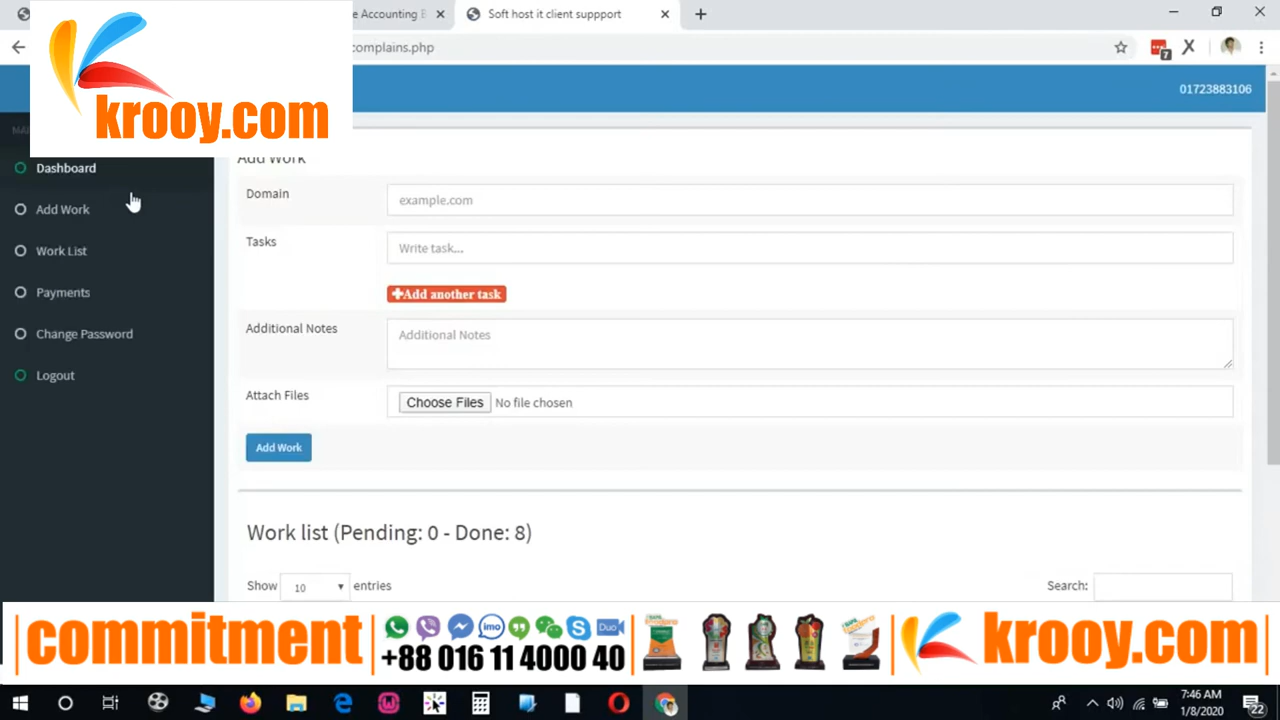 e Accounting B
Soft host it client suppport
complains.php
7
krooy.com
01723883106
Dashboard
Add Work
Work List
Payments
Change Password
Logout
Add Work
Domain
example.com
Tasks
Write task...
Add another task
Additional Notes
Additional Notes
Attach Files
Choose Files No file chosen
Add Work
Work list (Pending: 0 - Done: 8)
Show 10 entries
Search:
commitment
imo
Duo
+88 016 11 4000 40
krooy.com
7:46 AM
1/8/2020
22